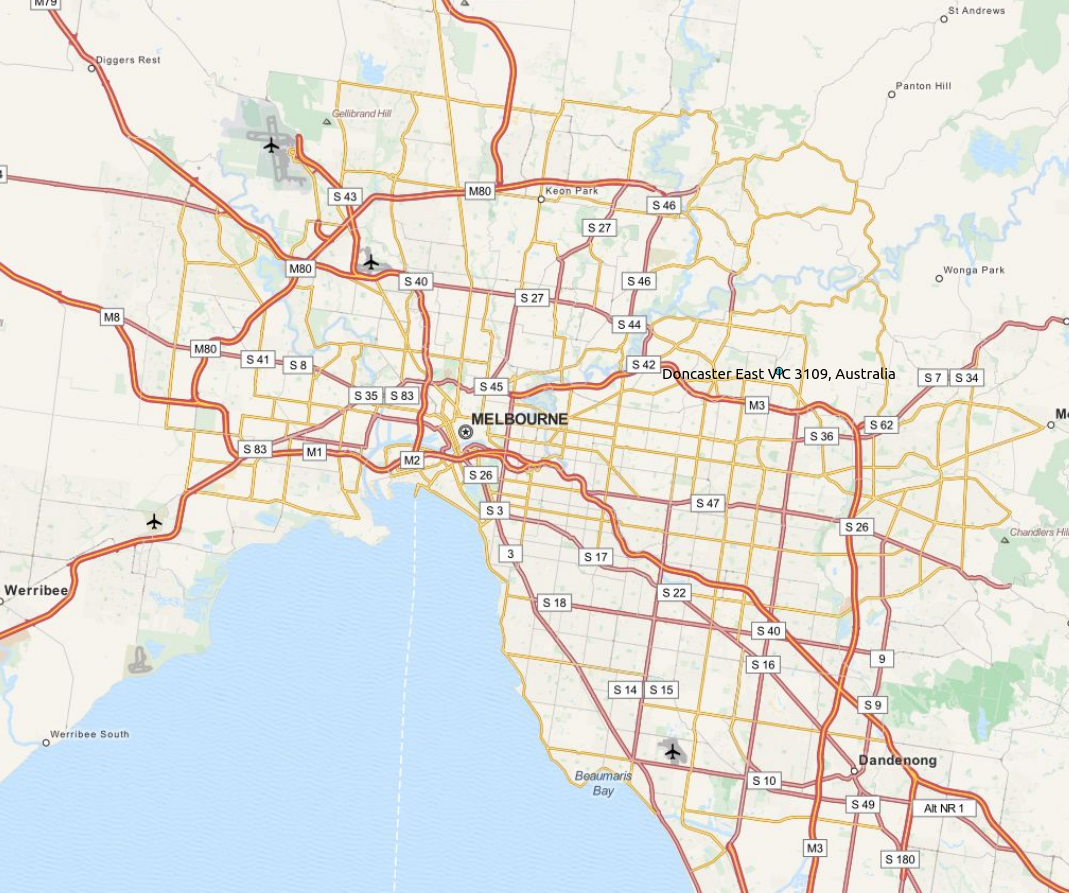 M79
St Andrews
Diggers Rest
Panton Hill
Gellibrand Hill
M80
Keon Park
S 43
S 46
S 27
M80
S 46
Wonga Park
S 40
S 27
M8
S 44
M80
S 41
S 8
S 42
Doncaster East VIC 3109, Australia
S 7
S 34
S 45
S 35
S 83
M3
MELBOURNE
S 62
S 36
S 83
M1
M2
S 26
S 47
S 3
S 26
Chandlers Hill
3
S 17
Werribee
S 22
S 18
S 40
9
S 16
S 14
S 15
S 9
Werribee South
Dandenong
Beaumaris
Bay
S 10
S 49
Alt NR 1
M3
S 180